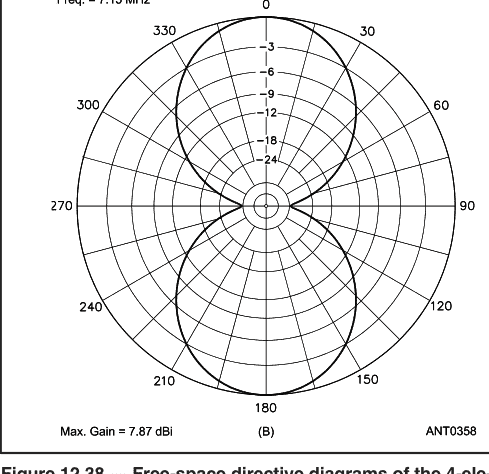 Freq. = 7.15 MHz
0
330 30
-3
-6
300 -9 60
-12
-18
-24
270 90
240 120
210 150
180
Max. Gain = 7.87 dBi (B) ANT0358
Figure 12.38 — Free-space directive diagrams of the 4-ele-